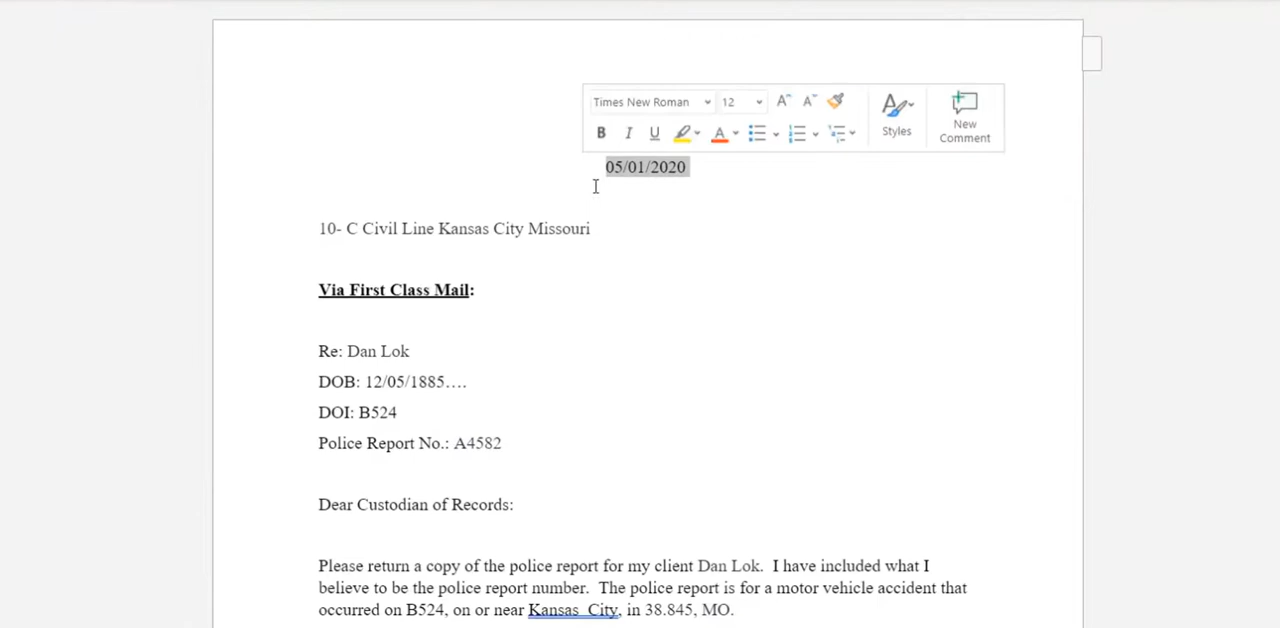 Times New Roman 12
B I U A Styles New Comment
05/01/2020
10- C Civil Line Kansas City Missouri
Via First Class Mail:
Re: Dan Lok
DOB: 12/05/1885….
DOI: B524
Police Report No.: A4582
Dear Custodian of Records:
Please return a copy of the police report for my client Dan Lok.  I have included what I
believe to be the police report number.  The police report is for a motor vehicle accident that
occurred on B524, on or near Kansas  City, in 38.845, MO.